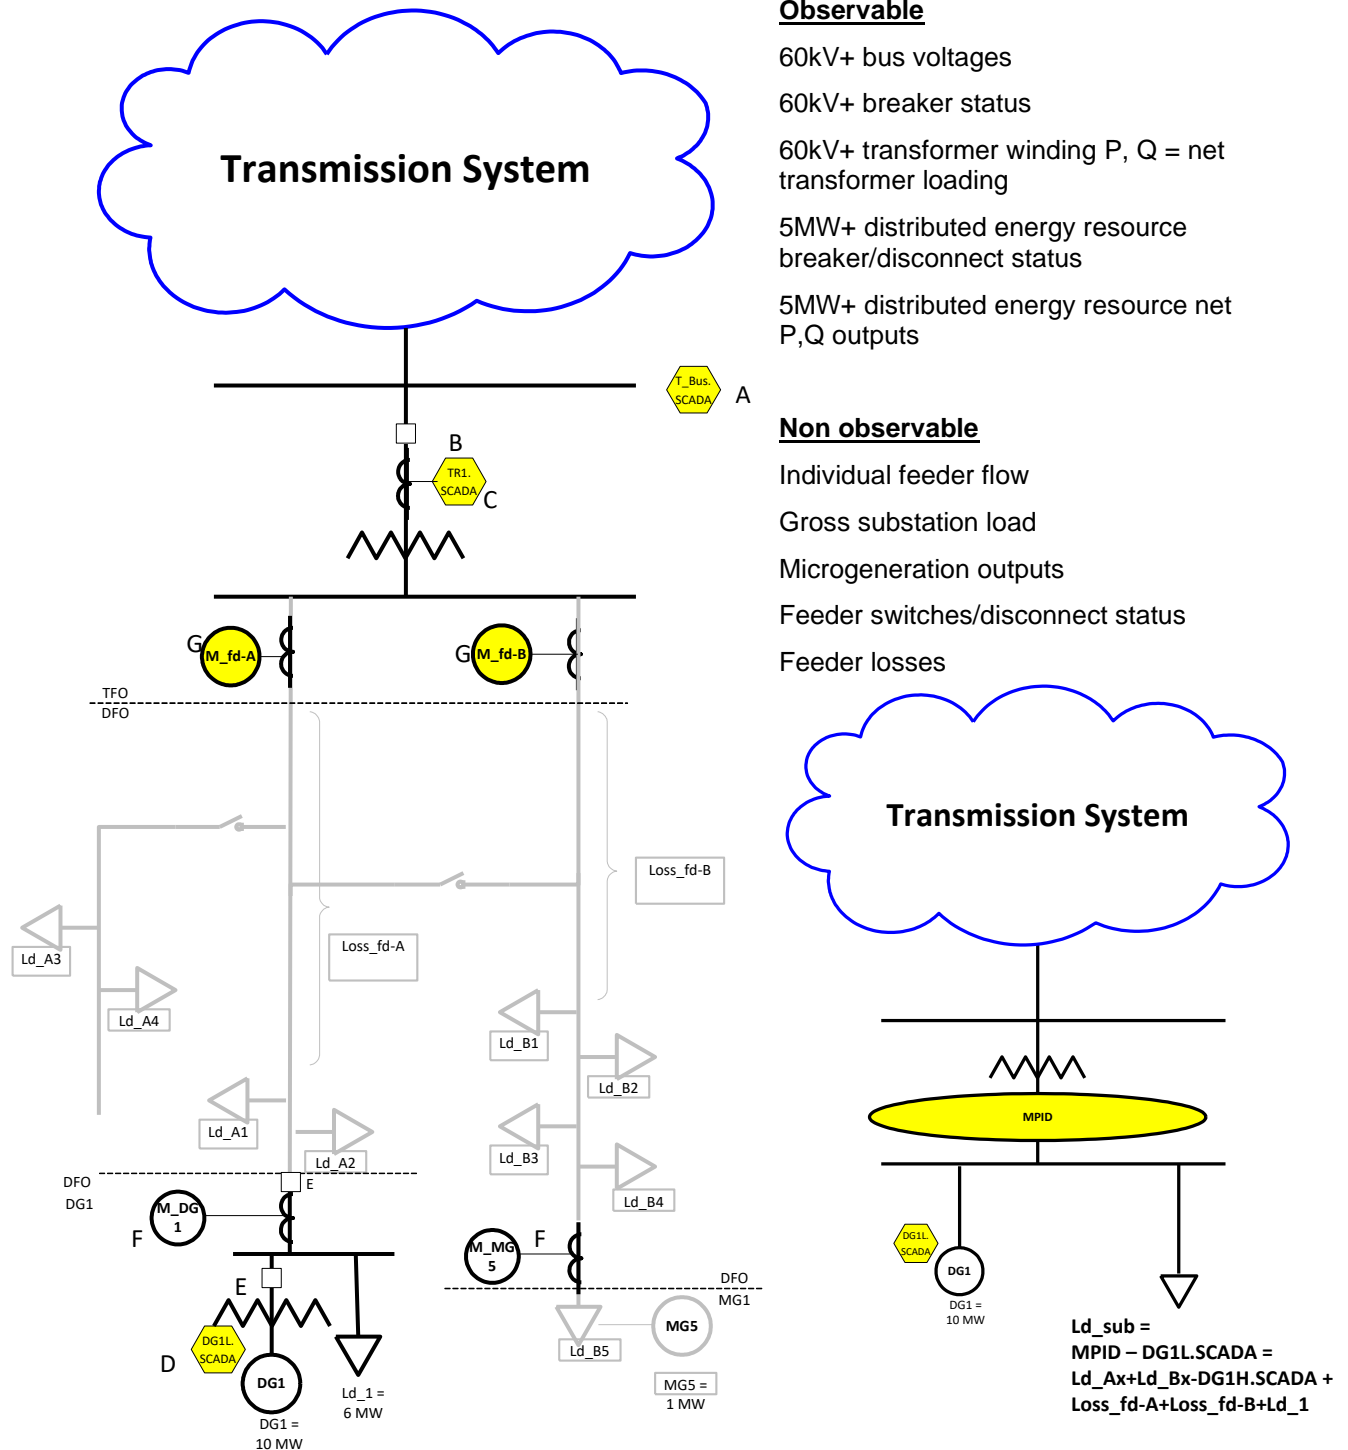 Observable
60kV+ bus voltages
60kV+ breaker status
60kV+ transformer winding P, Q = net
transformer loading
5MW+ distributed energy resource
breaker/disconnect status
5MW+ distributed energy resource net
P,Q outputs
Non observable
Individual feeder flow
Gross substation load
Microgeneration outputs
Feeder switches/disconnect status
Feeder losses
Transmission System
T_Bus.
SCADA
A
B
TR1.
SCADA
C
G
M_fd-A
G
M_fd-B
TFO
DFO
Loss_fd-B
Loss_fd-A
Ld_A3
Ld_A4
Ld_B1
Ld_B2
Ld_A1
Ld_A2
Ld_B3
Ld_B4
DFO
DG1
E
M_DG
1
F
M_MG
5
F
DFO
MG1
E
DG1L.
SCADA
D
DG1
DG1 =
10 MW
Ld_1 =
6 MW
Ld_B5
MG5
MG5 =
1 MW
Transmission System
MPID
DG1L.
SCADA
DG1
DG1 =
10 MW
Ld_sub =
MPID – DG1L.SCADA =
Ld_Ax+Ld_Bx-DG1H.SCADA +
Loss_fd-A+Loss_fd-B+Ld_1